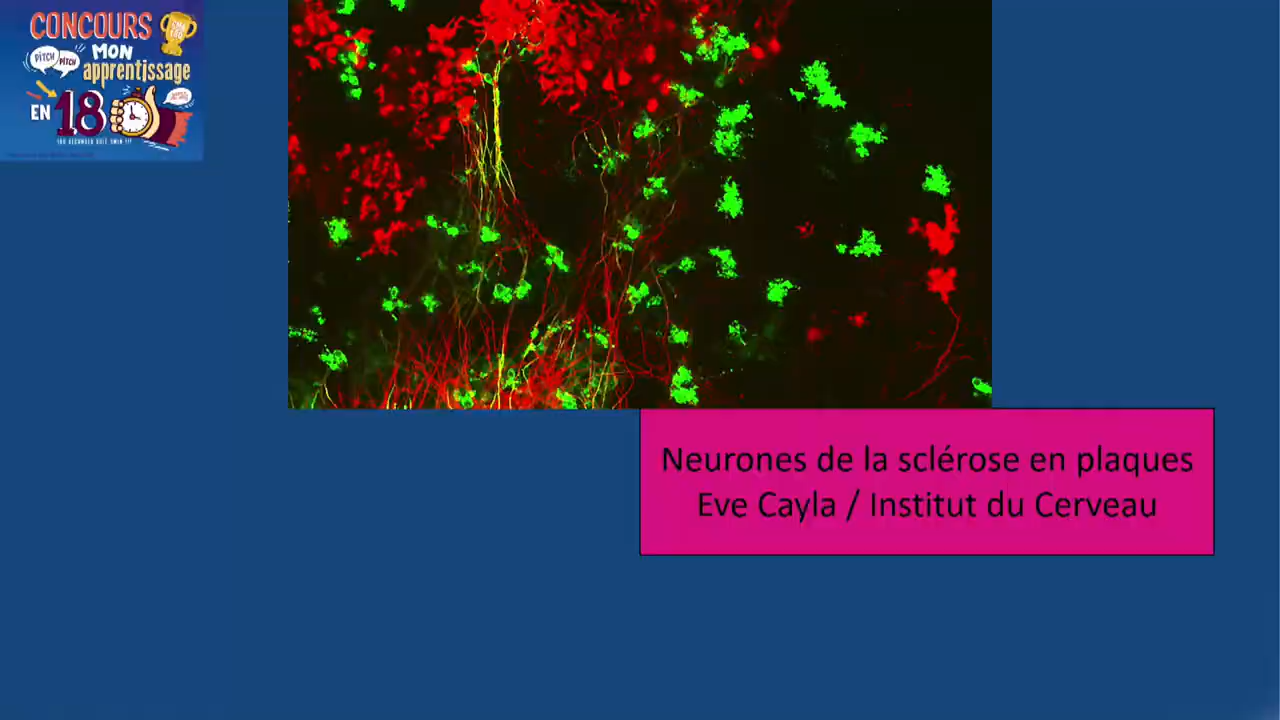 CONCOURS
PITCH PITCH MON
apprentissage
EN 18
Neurones de la sclérose en plaques
Eve Cayla / Institut du Cerveau